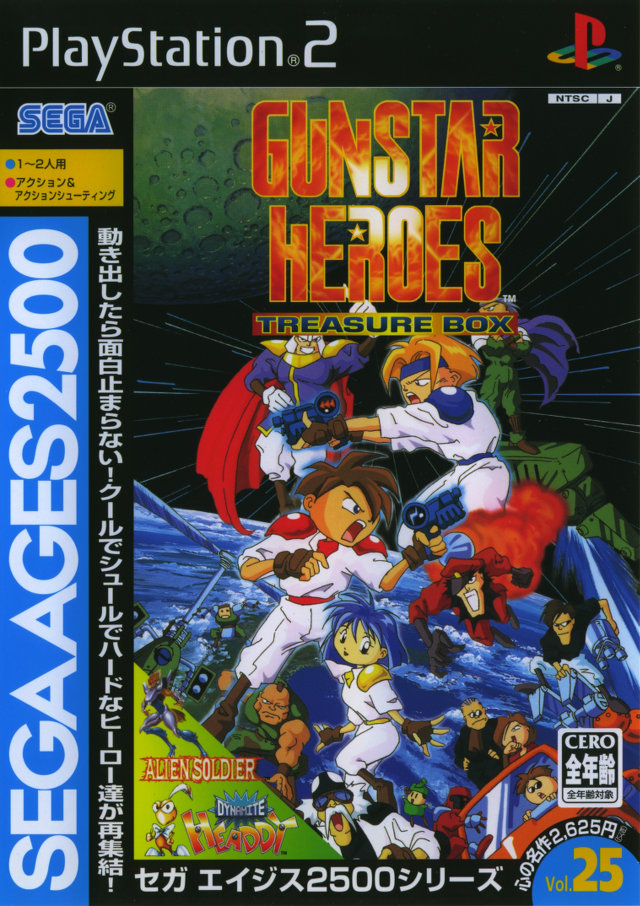 PlayStation®2
NTSC J
SEGA®
●1〜2人用
●アクション&
アクションシューティング
SEGA AGES 2500
動き出したら面白止まらない!クールでシュールでハードなヒーロー達が再集結!
GUNSTAR
HEROES
TM
TREASURE BOX
ALIEN SOLDIER
DYNAMITE
HEADDY
TM
CERO
全年齢
全年齢対象
心の名作2,625円
Vol.25
セガ エイジス2500シリーズ